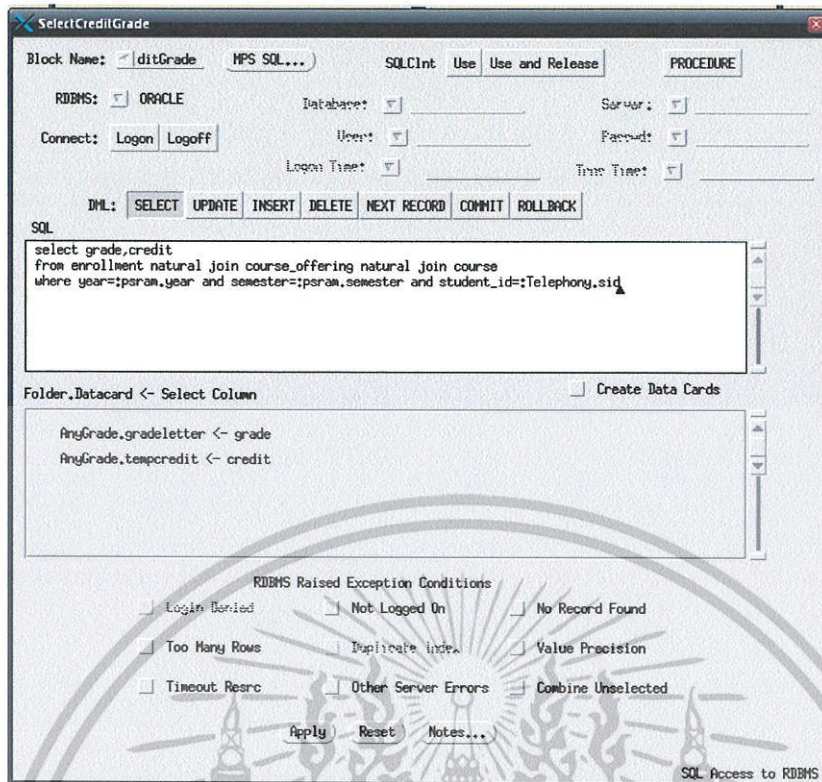 SelectCreditGrade
Block Name: ditGrade MPS SQL... SQLClnt Use Use and Release PROCEDURE
RDBMS: ORACLE Database: Server:
Connect: Logon Logoff User: Passwd:
Logon Time: Tran Time:
DML: SELECT UPDATE INSERT DELETE NEXT RECORD COMMIT ROLLBACK
SQL
select grade,credit
from enrollment natural join course_offering natural join course
where year=:psram.year and semester=:psram.semester and student_id=:Telephony.sid
Folder.Datacard <- Select Column Create Data Cards
AnyGrade.gradeletter <- grade
AnyGrade.tempcredit <- credit
RDBMS Raised Exception Conditions
Login Denied Not Logged On No Record Found
Too Many Rows Duplicate Index Value Precision
Timeout Resrc Other Server Errors Combine Unselected
Apply Reset Notes...
SQL Access to RDBMS